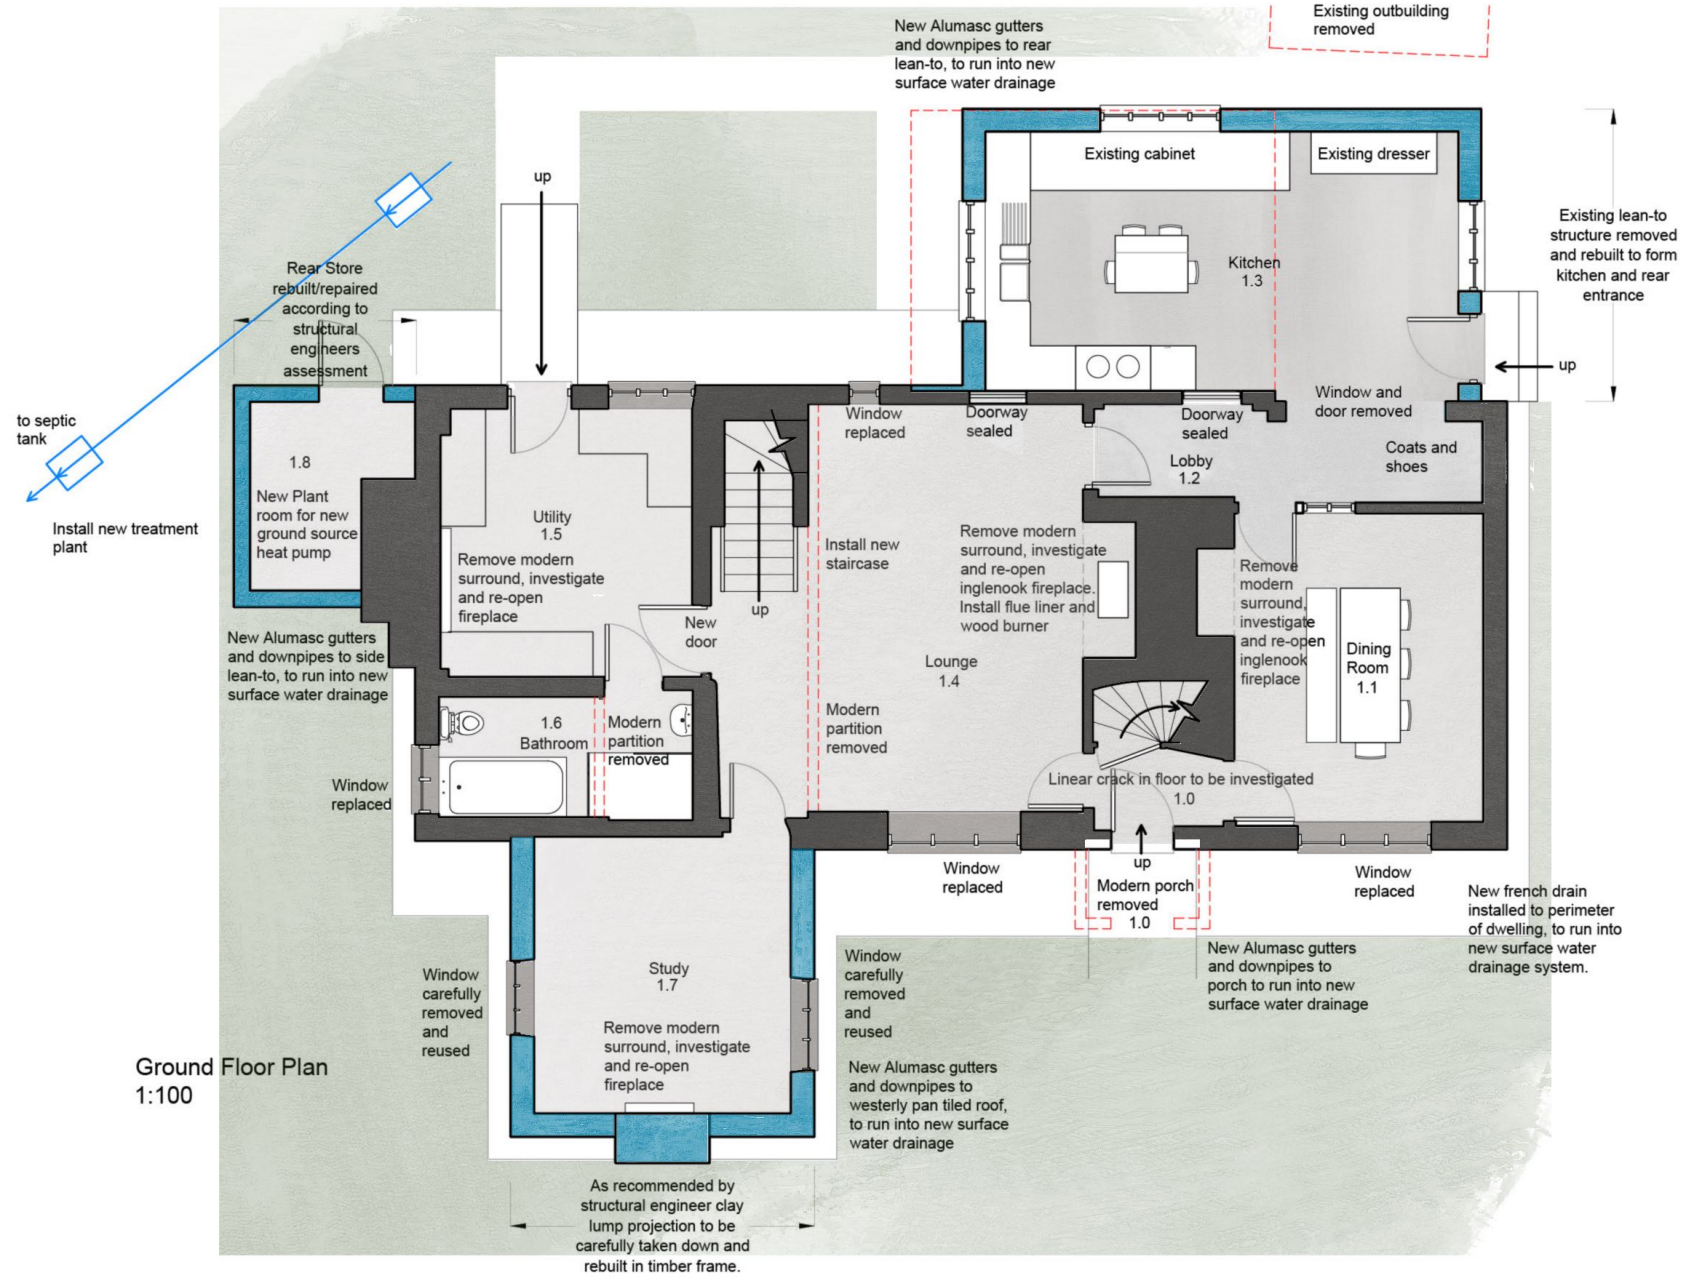 Existing outbuilding
removed
New Alumasc gutters
and downpipes to rear
lean-to, to run into new
surface water drainage
Existing cabinet
Existing dresser
up
Existing lean-to
structure removed
and rebuilt to form
kitchen and rear
entrance
Kitchen
1.3
Rear Store
rebuilt/repaired
according to
structural
engineers
assessment
up
Window and
door removed
to septic
tank
Window
replaced
Doorway
sealed
Doorway
sealed
Coats and
shoes
Lobby
1.2
1.8
New Plant
room for new
ground source
heat pump
Install new treatment
plant
Utility
1.5
Remove modern
surround, investigate
and re-open
fireplace
Install new
staircase
Remove modern
surround, investigate
and re-open
inglenook fireplace.
Install flue liner and
wood burner
Remove
modern
surround,
investigate
and re-open
inglenook
fireplace
up
New
door
New Alumasc gutters
and downpipes to side
lean-to, to run into new
surface water drainage
Lounge
1.4
Dining
Room
1.1
1.6
Bathroom
Modern
partition
removed
Modern
partition
removed
Window
replaced
Linear crack in floor to be investigated
1.0
up
Window
replaced
Modern porch
removed
1.0
Window
replaced
New french drain
installed to perimeter
of dwelling, to run into
new surface water
drainage system.
New Alumasc gutters
and downpipes to
porch to run into new
surface water drainage
Window
carefully
removed
and
reused
Study
1.7
Window
carefully
removed
and
reused
Remove modern
surround, investigate
and re-open
fireplace
Ground Floor Plan
1:100
New Alumasc gutters
and downpipes to
westerly pan tiled roof,
to run into new surface
water drainage
As recommended by
structural engineer clay
lump projection to be
carefully taken down and
rebuilt in timber frame.